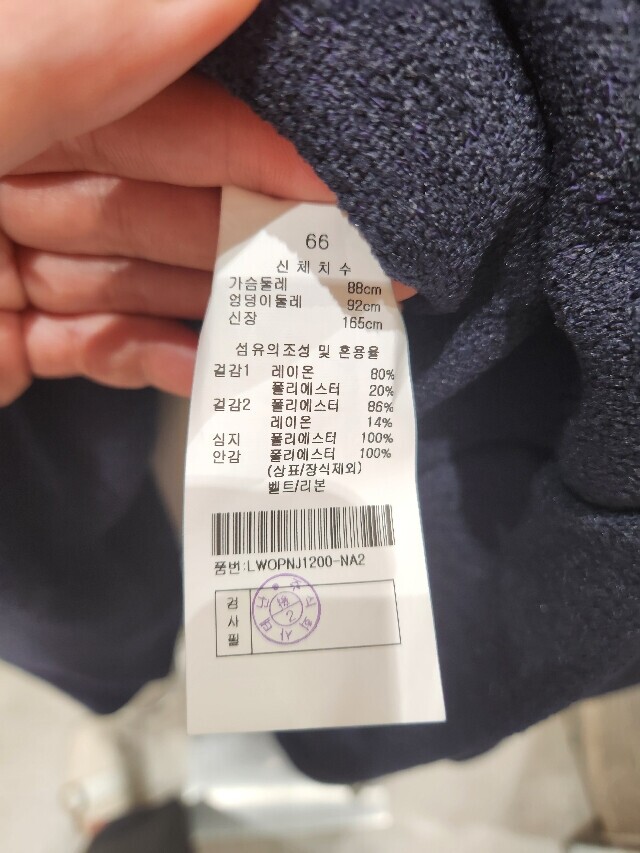 66
신체치수
가슴둘레 88cm
엉덩이둘레 92cm
신장 165cm
섬유의조성 및 혼용율
겉감1 레이온 80%
폴리에스터 20%
겉감2 폴리에스터 86%
레이온 14%
심지 폴리에스터 100%
안감 폴리에스터 100%
(상표/장식제외)
벨트/리본
품번:LWOPNJ1200-NA2
검사필